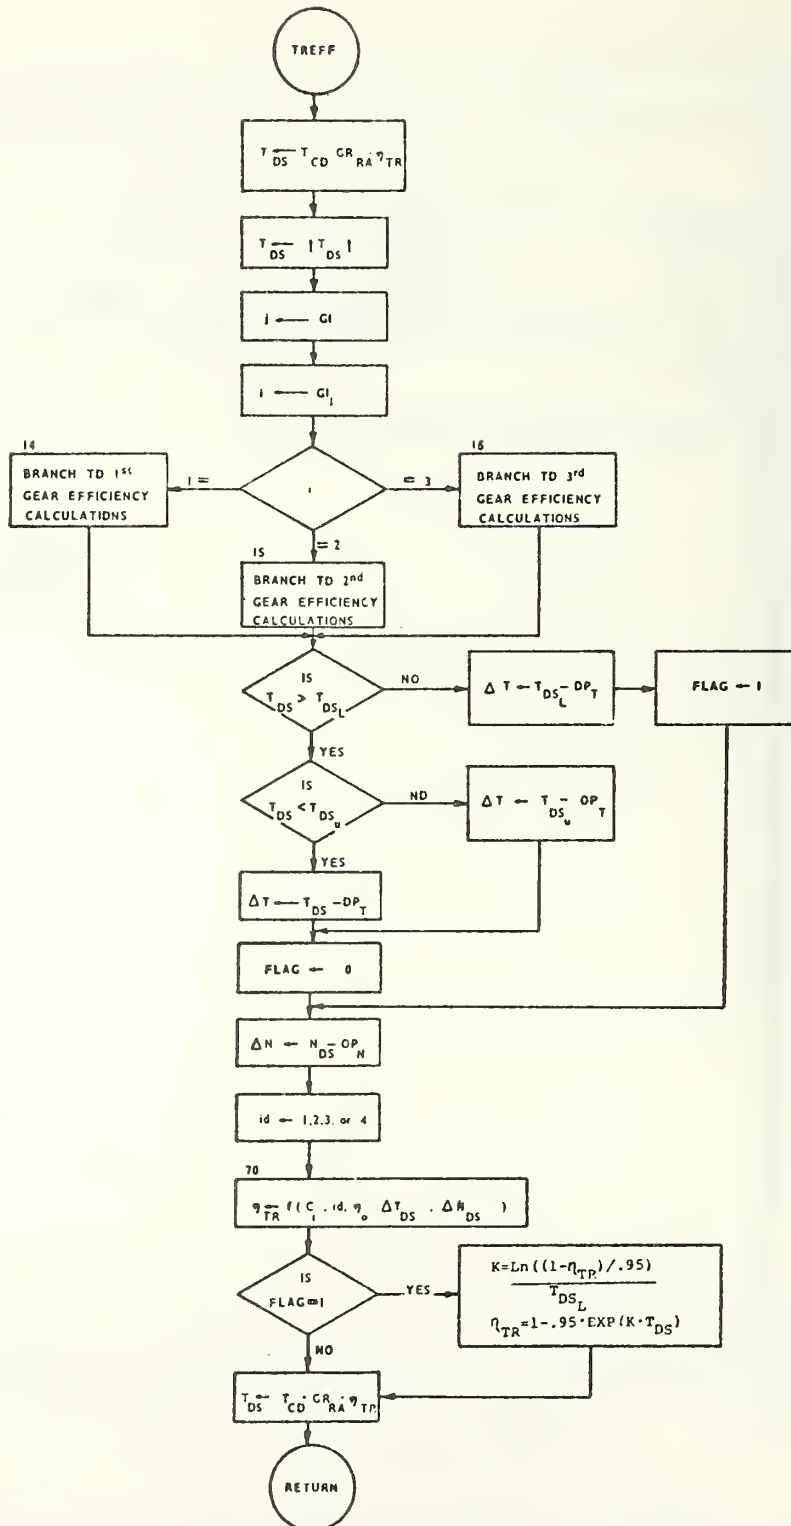 TREFF
T_DS ← T_CD GR_RA · η_TR
T_DS ← |T_DS|
j ← GI
i ← GI_j
14
BRANCH TO 1st
GEAR EFFICIENCY
CALCULATIONS
1 =
= 3
16
BRANCH TO 3rd
GEAR EFFICIENCY
CALCULATIONS
= 2
15
BRANCH TO 2nd
GEAR EFFICIENCY
CALCULATIONS
IS
T_DS > T_DS_L
NO
ΔT ← T_DS_L - DP_T
FLAG ← 1
YES
IS
T_DS < T_DS_u
NO
ΔT ← T_DS_u - OP_T
YES
ΔT ← T_DS - DP_T
FLAG ← 0
ΔN ← N_DS - OP_N
id ← 1,2,3, or 4
70
η_TR ← f( C_i , id, η_o ΔT_DS , ΔN_DS )
IS
FLAG=1
YES
K=Ln((1-η_TR)/.95)
T_DS_L
η_TR=1-.95·EXP(K·T_DS)
NO
T_DS ← T_CD · GR_RA · η_TR
RETURN